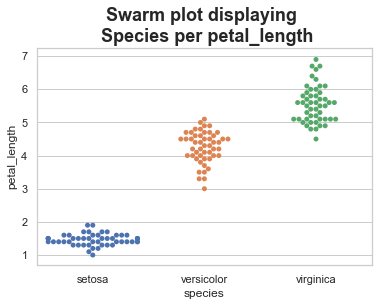 Swarm plot displaying
Species per petal_length
7
6
5
4
3
2
1
petal_length
setosa versicolor virginica
species